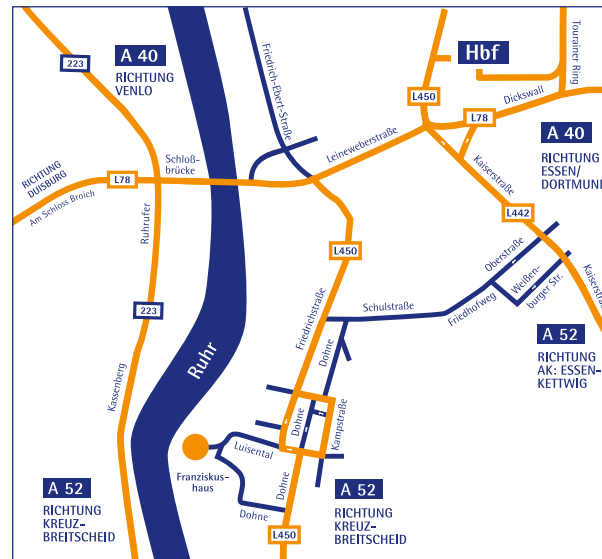 223
A 40
RICHTUNG
VENLO
Friedrich-Ebert-Straße
Hbf
Tourainer
Ring
L450
Dickswall
L78
A 40
RICHTUNG
ESSEN/
DORTMUN
Leineweberstraße
Kaiserstraße
Schloß-
brücke
RICHTUNG
DUISBURG
L78
Am Schloss Broich
Ruhrufer
L442
L450
Oberstraße
Weißen-
burger Str.
Kaiserstra
Friedhofweg
Schulstraße
Friedrichstraße
Dohne
223
Ruhr
Kassenberg
A 52
RICHTUNG
AK: ESSEN-
KETTWIG
Dohne
Kampstraße
Luisental
Franziskus-
haus
Dohne
Dohne
A 52
RICHTUNG
KREUZ-
BREITSCHEID
A 52
RICHTUNG
KREUZ-
BREITSCHEID
L450